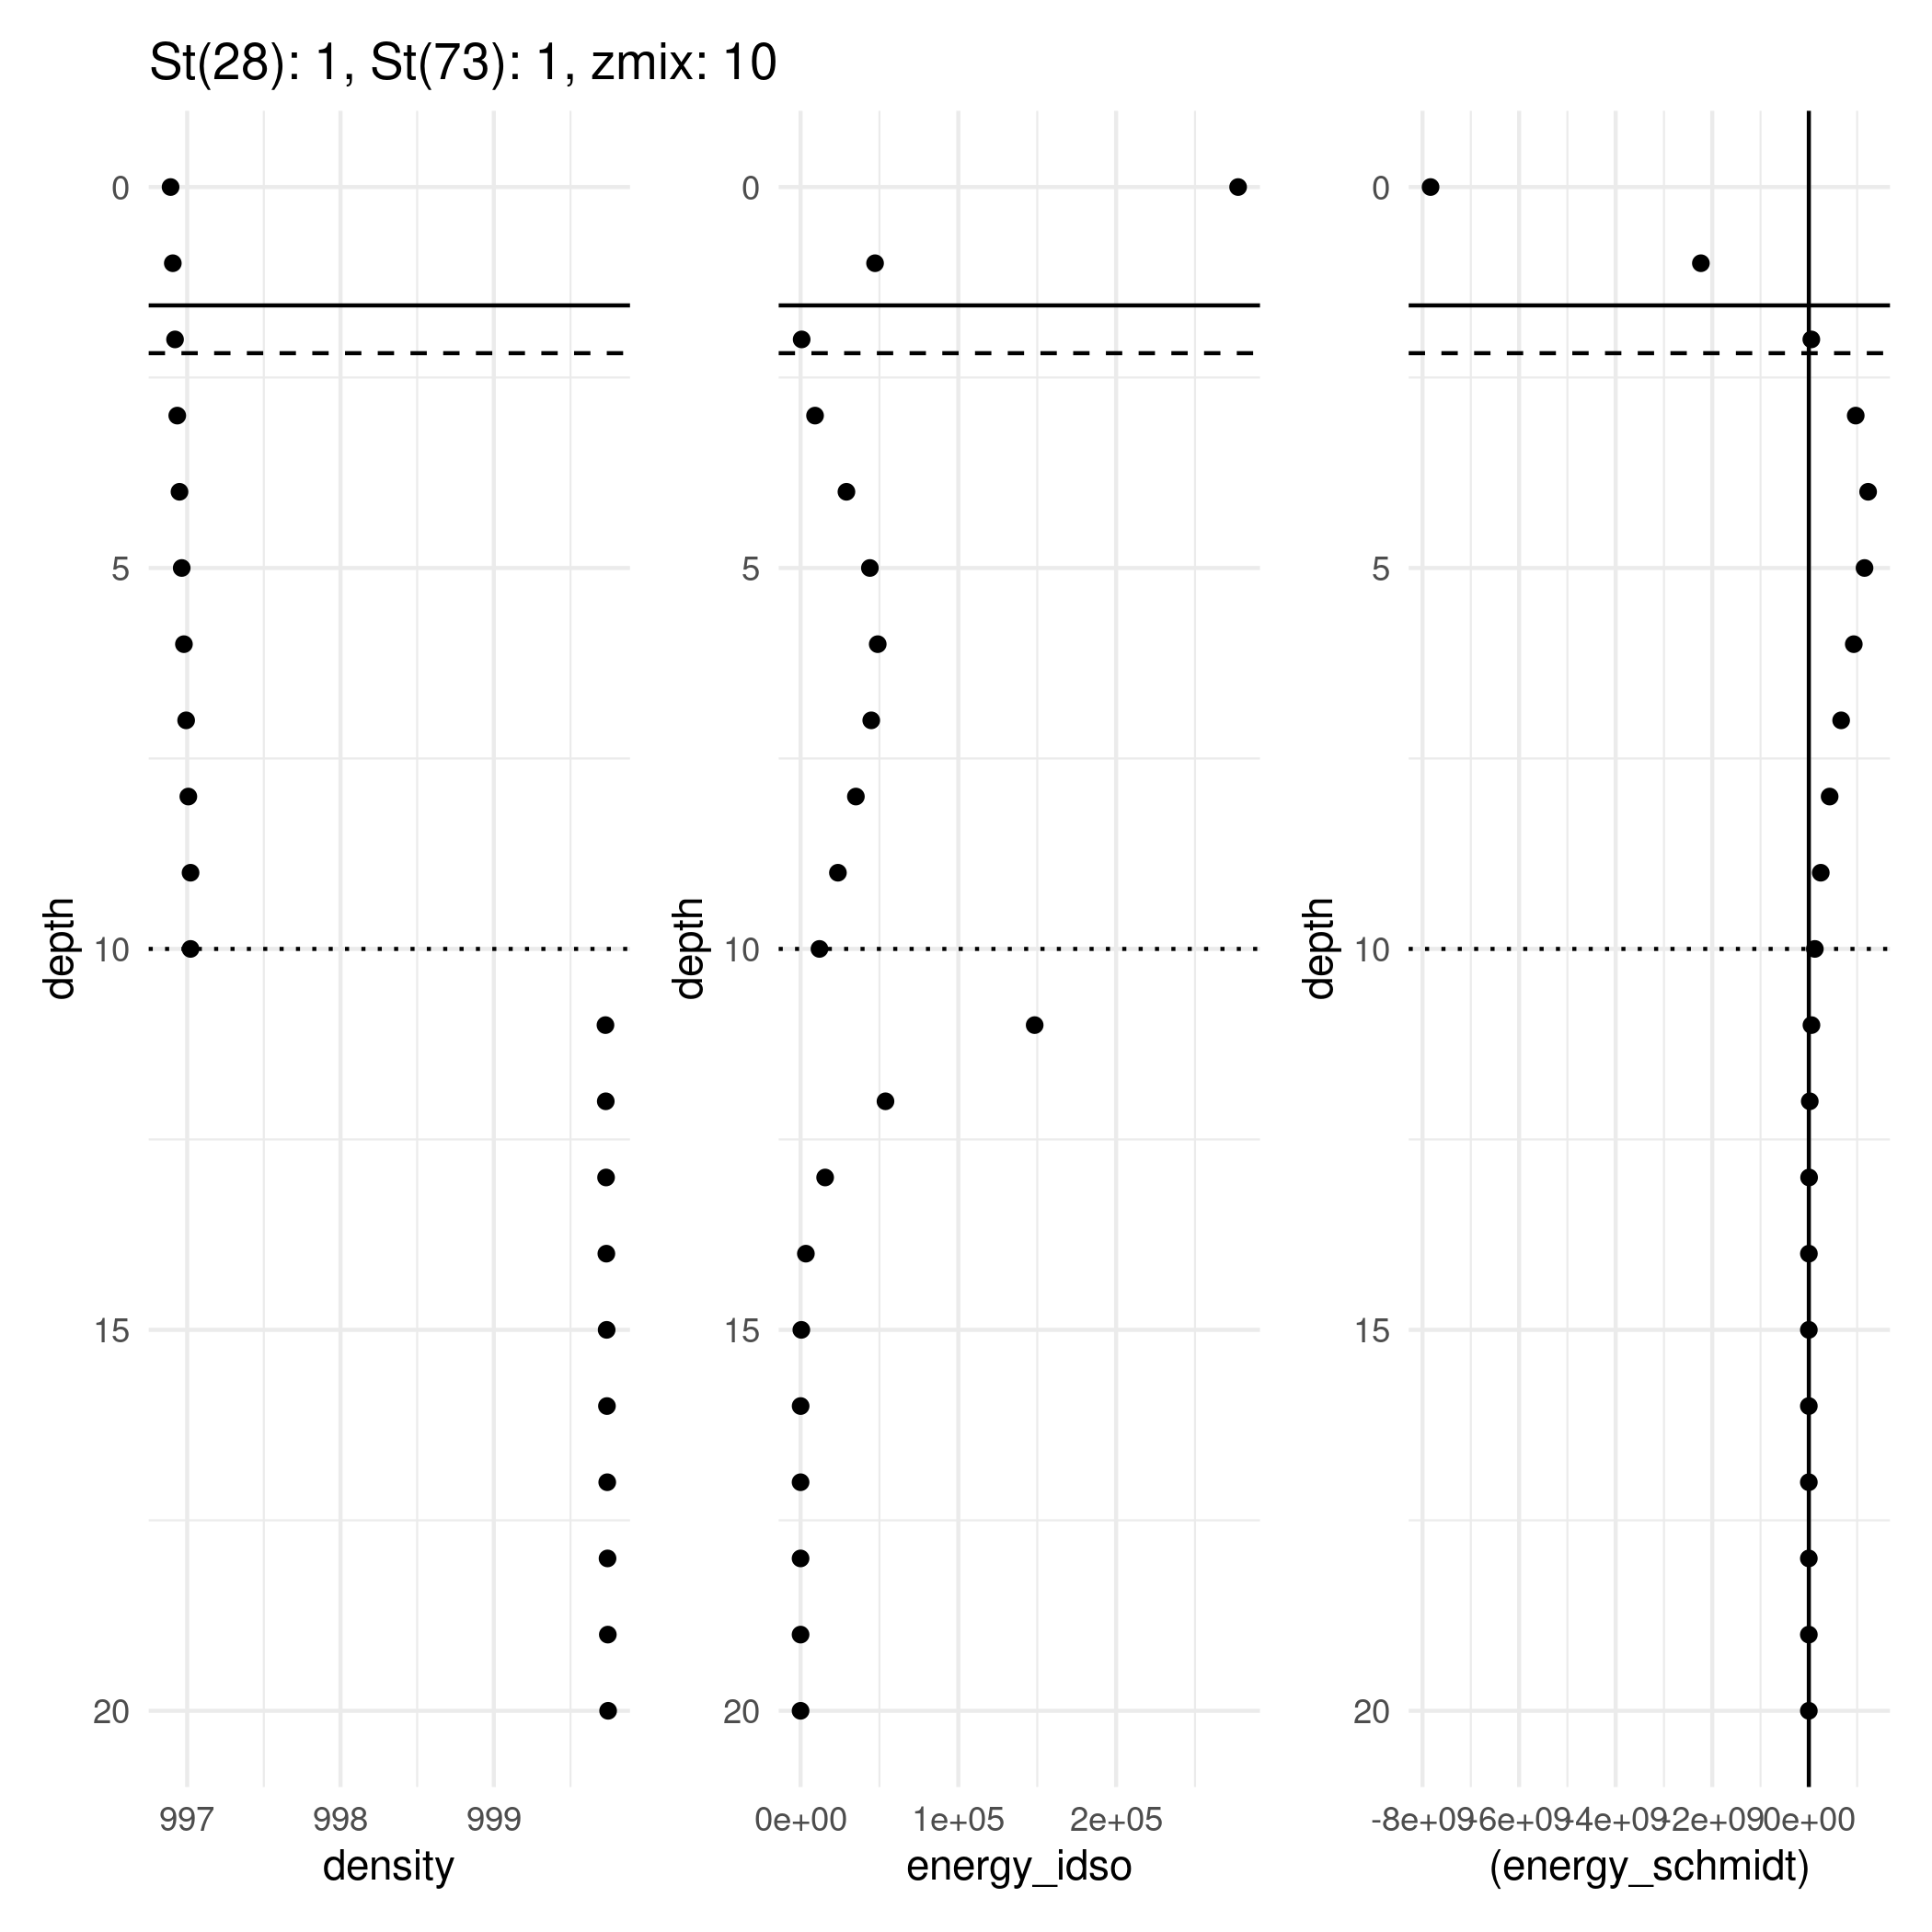 St(28): 1, St(73): 1, zmix: 10
depth
0
5
10
15
20
997 998 999
density
depth
0
5
10
15
20
0e+00 1e+05 2e+05
energy_idso
depth
0
5
10
15
20
-8e+09 -6e+09 -4e+09 -2e+09 0e+00
(energy_schmidt)